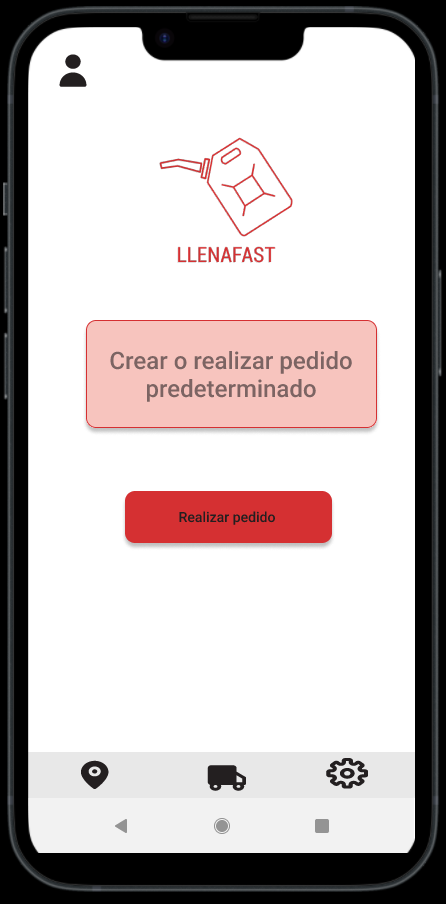 LLENAFAST
Crear o realizar pedido
predeterminado
Realizar pedido